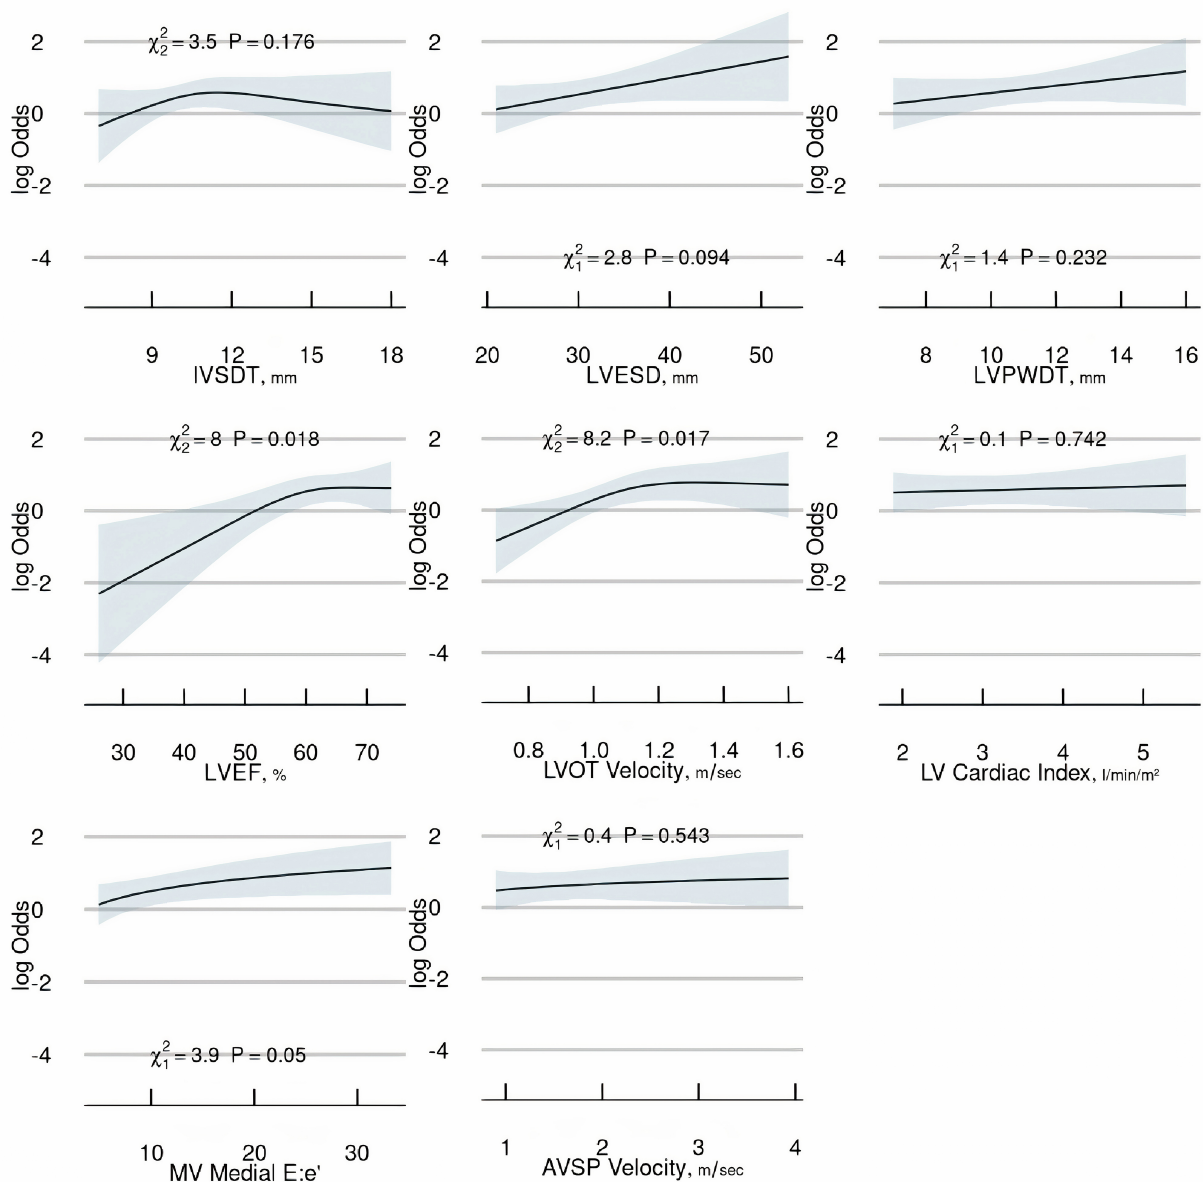 χ²₂ = 3.5 P = 0.176
2
0
-2
-4
log Odds
9 12 15 18
IVSDT, mm
2
0
-2
-4
log Odds
χ²₁ = 2.8 P = 0.094
20 30 40 50
LVESD, mm
2
0
-2
-4
log Odds
χ²₁ = 1.4 P = 0.232
8 10 12 14 16
LVPWDT, mm
χ²₂ = 8 P = 0.018
2
0
-2
-4
log Odds
30 40 50 60 70
LVEF, %
χ²₂ = 8.2 P = 0.017
2
0
-2
-4
log Odds
0.8 1.0 1.2 1.4 1.6
LVOT Velocity, m/sec
χ²₁ = 0.1 P = 0.742
2
0
-2
-4
log Odds
2 3 4 5
LV Cardiac Index, l/min/m²
2
0
-2
-4
log Odds
χ²₁ = 3.9 P = 0.05
10 20 30
MV Medial E:e'
χ²₁ = 0.4 P = 0.543
2
0
-2
-4
log Odds
1 2 3 4
AVSP Velocity, m/sec